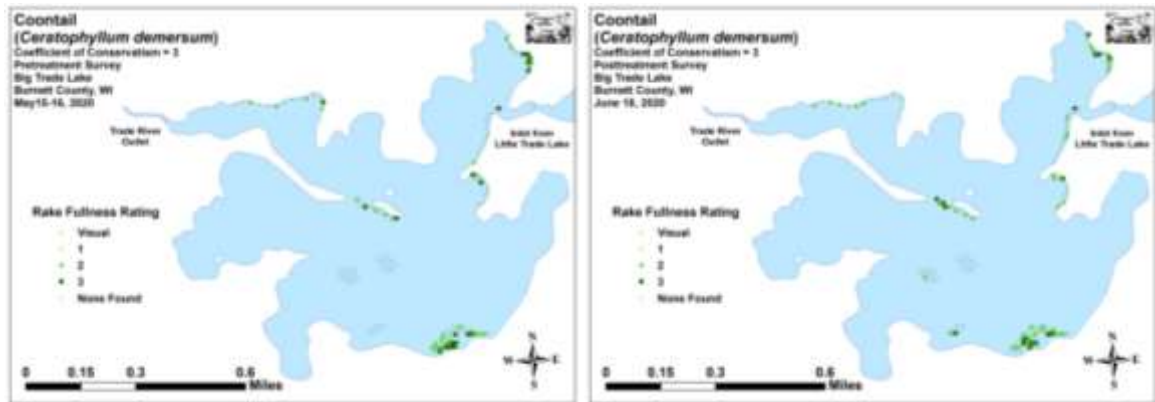 Coontail
(Ceratophyllum demersum)
Coefficient of Conservation = 3
Pretreatment Survey
Big Trade Lake
Burnett County, WI
May15-16, 2020
Trade River
Outlet
Inlet from
Little Trade Lake
Rake Fullness Rating
Visual
1
2
3
None Found
N
W E
S
0 0.15 0.3 0.6
Miles
Coontail
(Ceratophyllum demersum)
Coefficient of Conservation = 3
Posttreatment Survey
Big Trade Lake
Burnett County, WI
June 18, 2020
Trade River
Outlet
Inlet from
Little Trade Lake
Rake Fullness Rating
Visual
1
2
3
None Found
N
W E
S
0 0.15 0.3 0.6
Miles